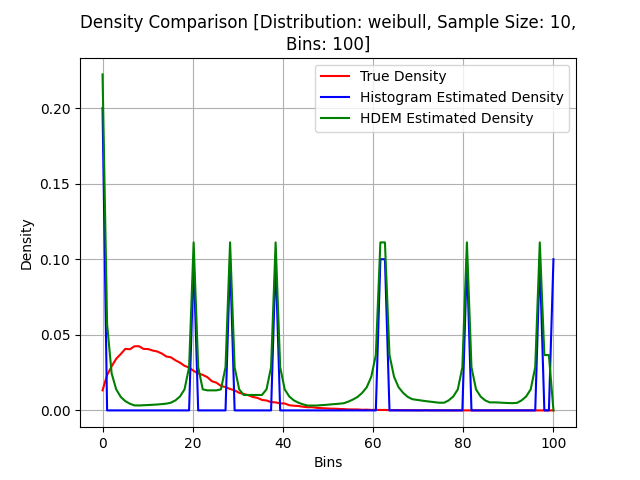 Density Comparison [Distribution: weibull, Sample Size: 10,
Bins: 100]
True Density
Histogram Estimated Density
HDEM Estimated Density
Density
0.20
0.15
0.10
0.05
0.00
0 20 40 60 80 100
Bins